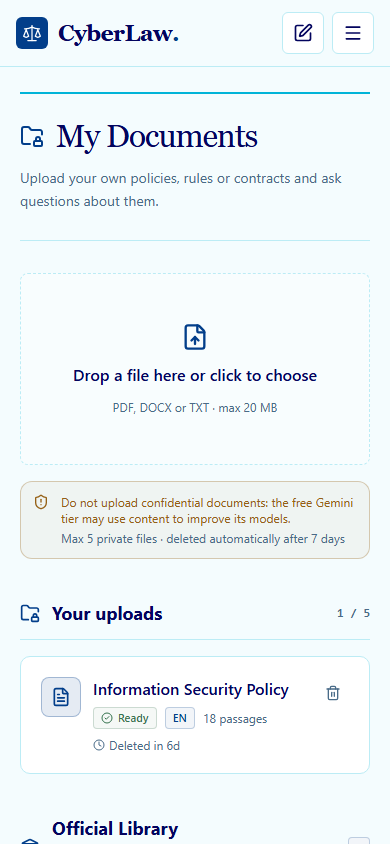 CyberLaw.
My Documents
Upload your own policies, rules or contracts and ask
questions about them.
Drop a file here or click to choose
PDF, DOCX or TXT · max 20 MB
Do not upload confidential documents: the free Gemini
tier may use content to improve its models.
Max 5 private files · deleted automatically after 7 days
Your uploads
1 / 5
Information Security Policy
Ready
EN
18 passages
Deleted in 6d
Official Library